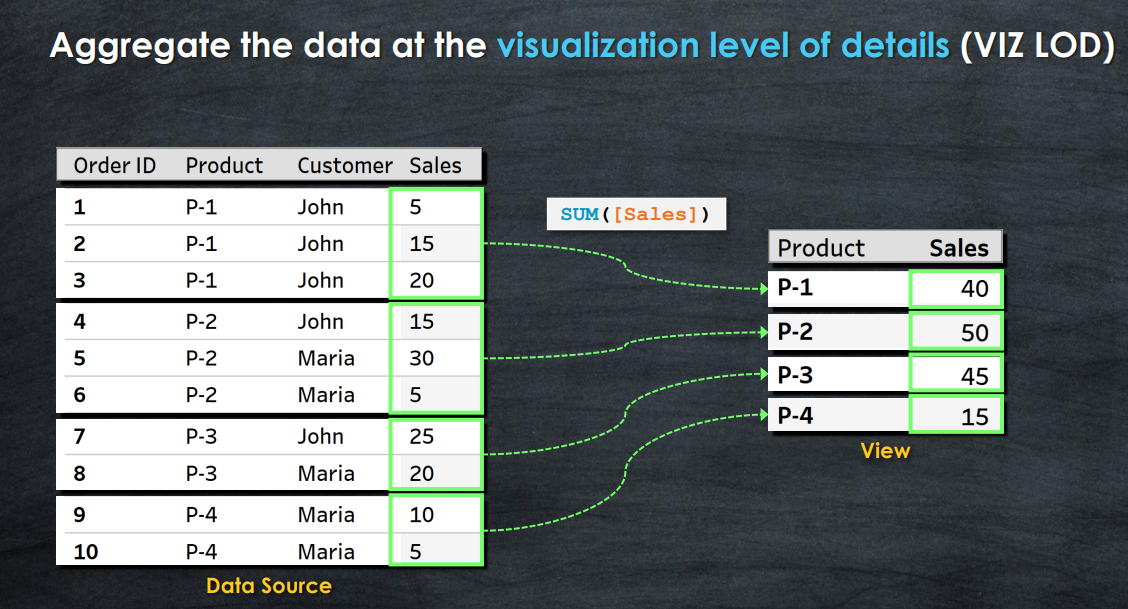 Aggregate the data at the visualization level of details (VIZ LOD)
Order ID Product Customer Sales
1 P-1 John 5
2 P-1 John 15
3 P-1 John 20
4 P-2 John 15
5 P-2 Maria 30
6 P-2 Maria 5
7 P-3 John 25
8 P-3 Maria 20
9 P-4 Maria 10
10 P-4 Maria 5
Data Source
SUM([Sales])
Product Sales
P-1 40
P-2 50
P-3 45
P-4 15
View